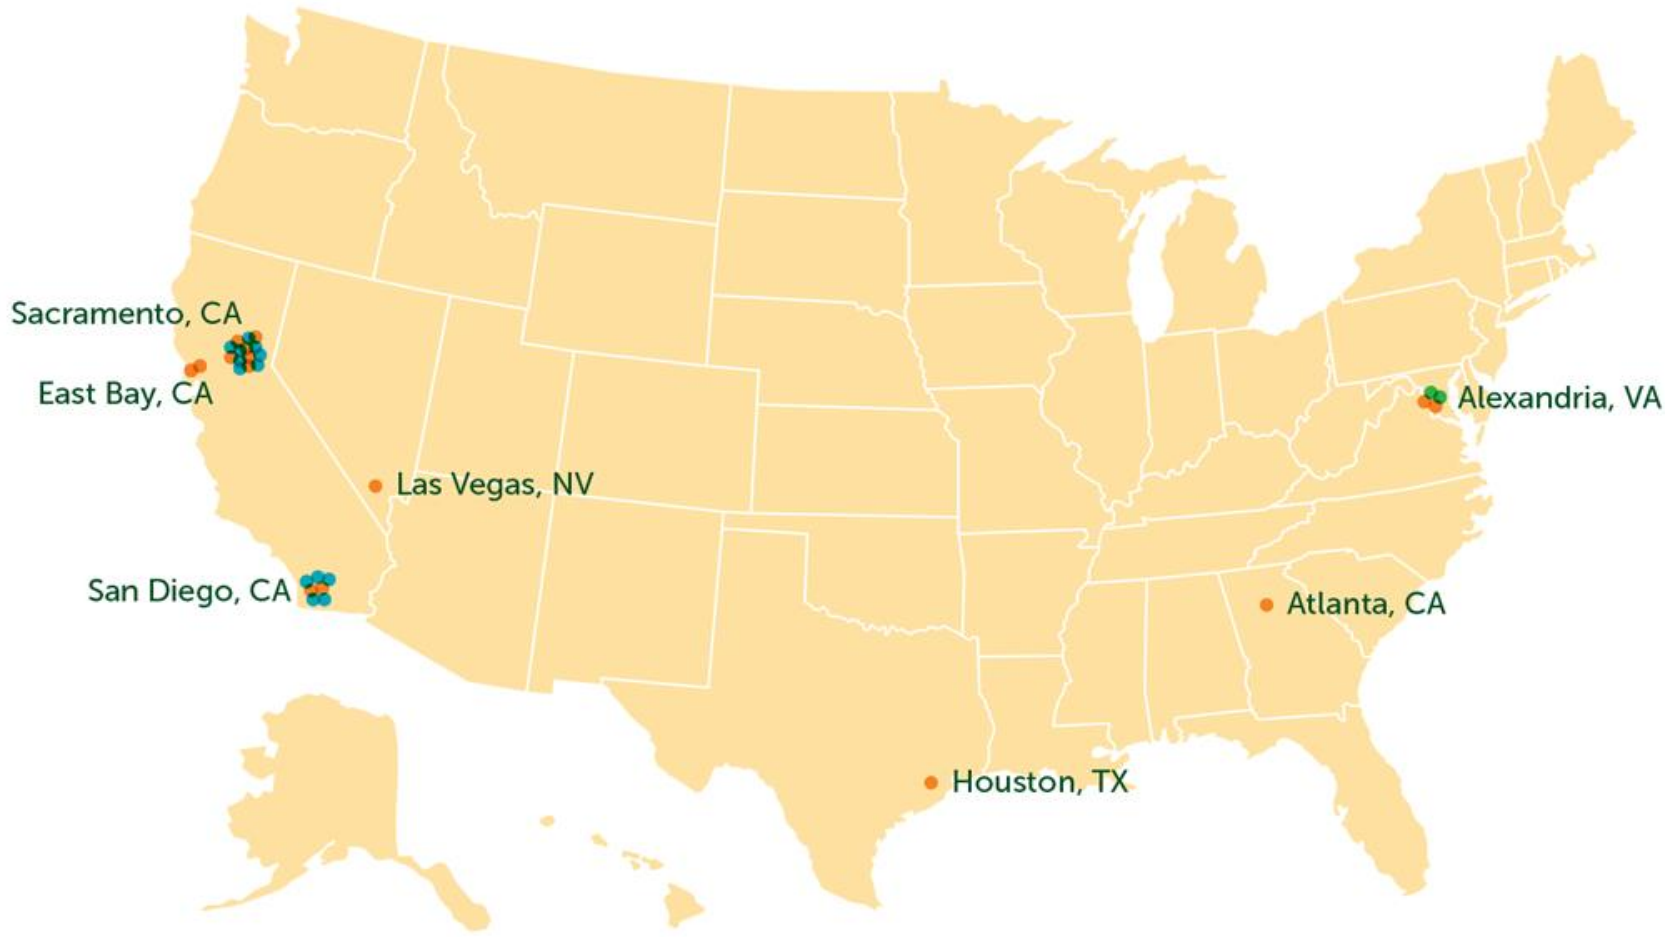 Sacramento, CA
East Bay, CA
Alexandria, VA
Las Vegas, NV
San Diego, CA
Atlanta, CA
Houston, TX